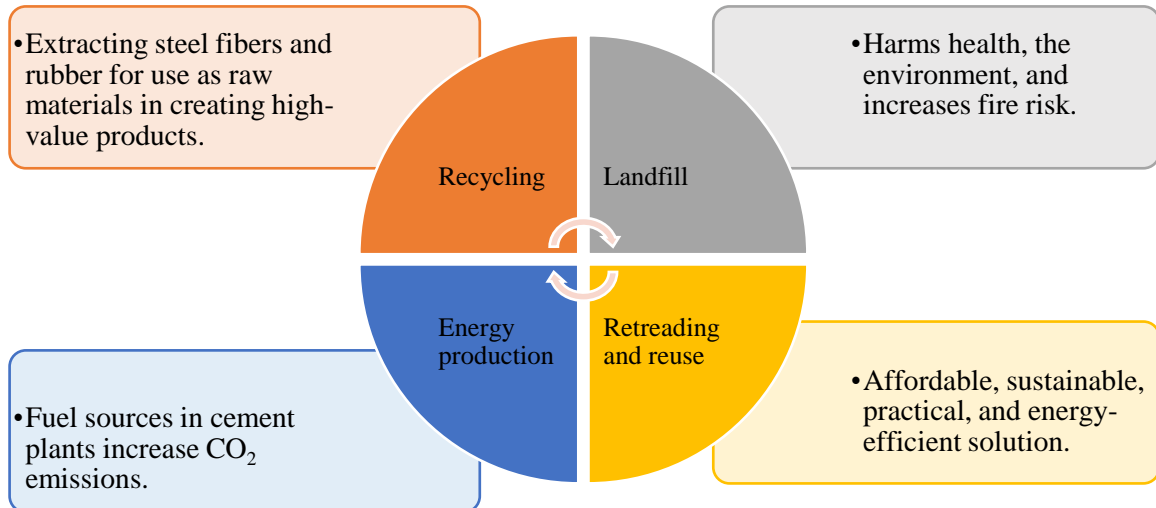 •Extracting steel fibers and
rubber for use as raw
materials in creating high-
value products.
•Harms health, the
environment, and
increases fire risk.
Recycling
Landfill
Energy
production
Retreading
and reuse
•Fuel sources in cement
plants increase CO₂
emissions.
•Affordable, sustainable,
practical, and energy-
efficient solution.